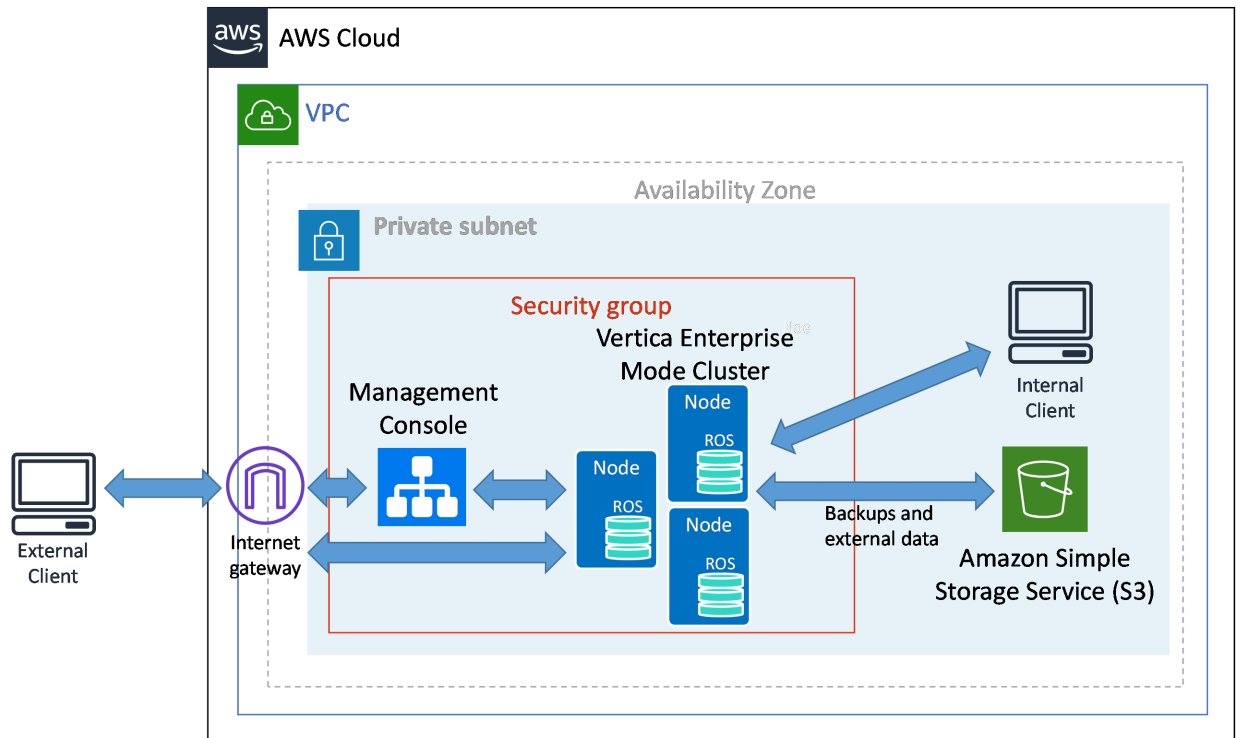 aws
AWS Cloud
VPC
Availability Zone
Private subnet
Security group
Vertica Enterprise
Mode Cluster
Management
Console
Node
ROS
Node
ROS
Node
ROS
Internal
Client
External
Client
Internet
gateway
Backups and
external data
Amazon Simple
Storage Service (S3)